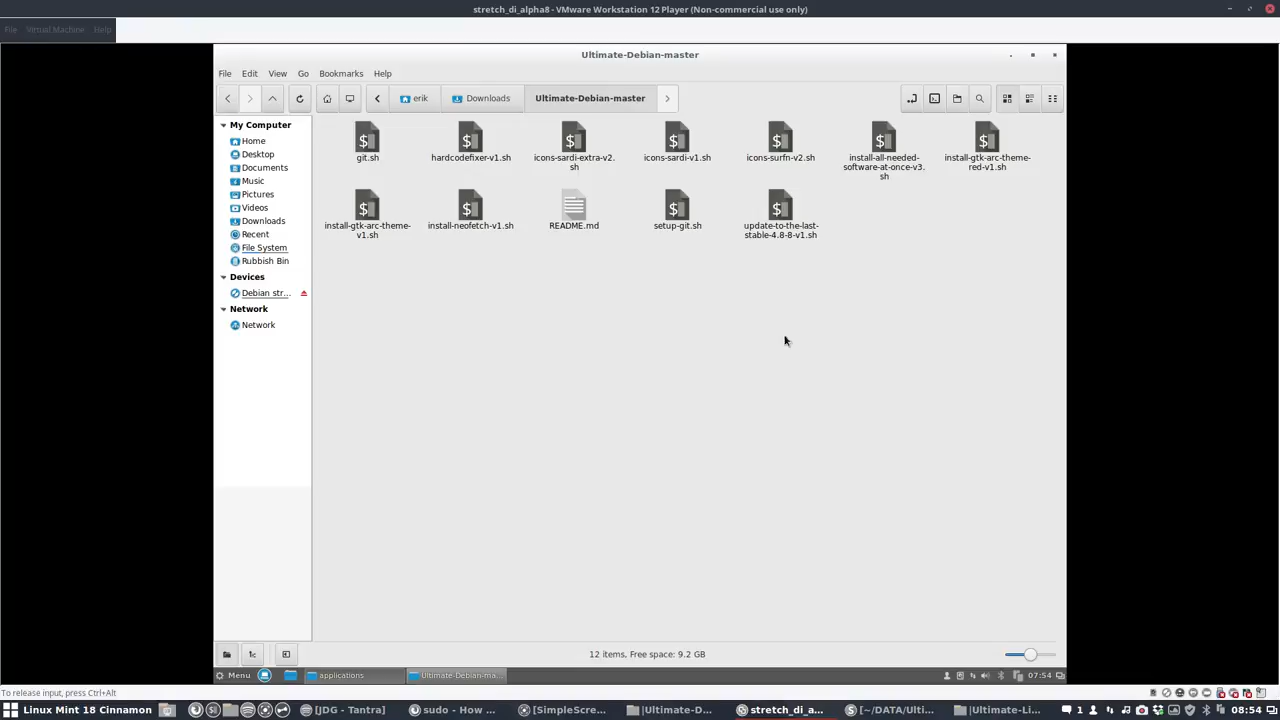 stretch_di_alpha8 - VMware Workstation 12 Player (Non-commercial use only)
File Virtual Machine Help
Ultimate-Debian-master
File Edit View Go Bookmarks Help
erik Downloads Ultimate-Debian-master
My Computer
Home
Desktop
Documents
Music
Pictures
Videos
Downloads
Recent
File System
Rubbish Bin
Devices
Debian str...
Network
Network
git.sh
hardcodefixer-v1.sh
icons-sardi-extra-v2.
sh
icons-sardi-v1.sh
icons-surfn-v2.sh
install-all-needed-
software-at-once-v3.
sh
install-gtk-arc-theme-
red-v1.sh
install-gtk-arc-theme-
v1.sh
install-neofetch-v1.sh
README.md
setup-git.sh
update-to-the-last-
stable-4.8-8-v1.sh
12 items, Free space: 9.2 GB
Menu applications Ultimate-Debian-ma... 07:54
To release input, press Ctrl+Alt
Linux Mint 18 Cinnamon [JDG - Tantra] sudo - How ... [SimpleScre... [Ultimate-D... stretch_di_a... [~/DATA/Ulti... [Ultimate-Li... 1 08:54